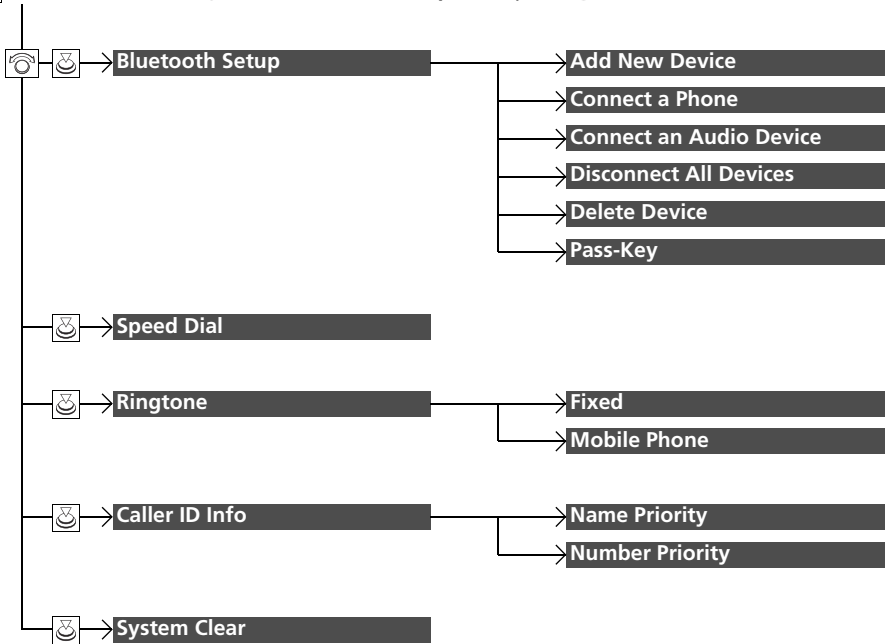 Bluetooth Setup
Add New Device
Connect a Phone
Connect an Audio Device
Disconnect All Devices
Delete Device
Pass-Key
Speed Dial
Ringtone
Fixed
Mobile Phone
Caller ID Info
Name Priority
Number Priority
System Clear